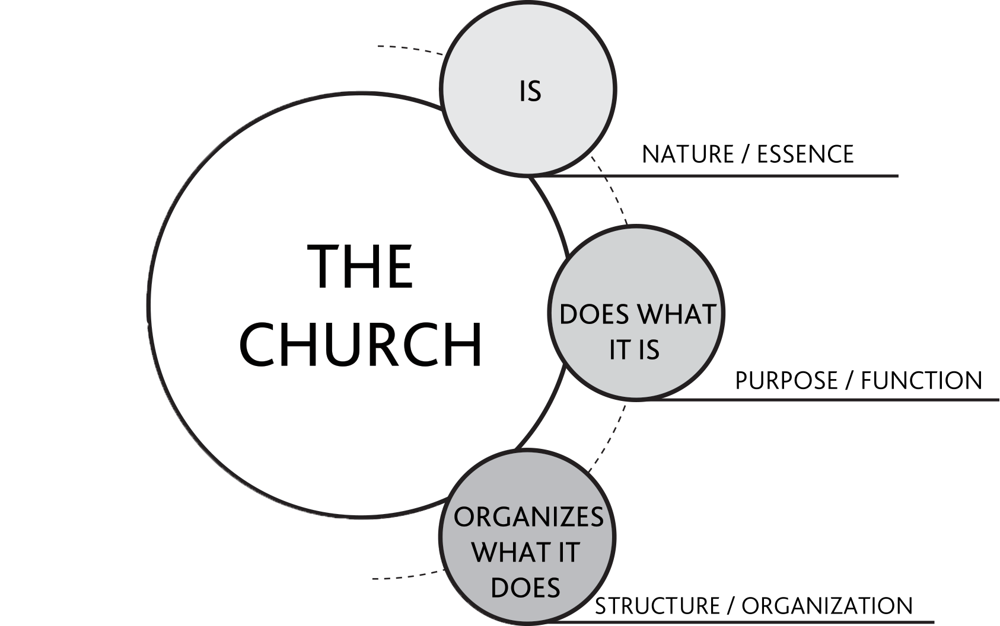 THE
CHURCH
IS
NATURE / ESSENCE
DOES WHAT
IT IS
PURPOSE / FUNCTION
ORGANIZES
WHAT IT
DOES
STRUCTURE / ORGANIZATION